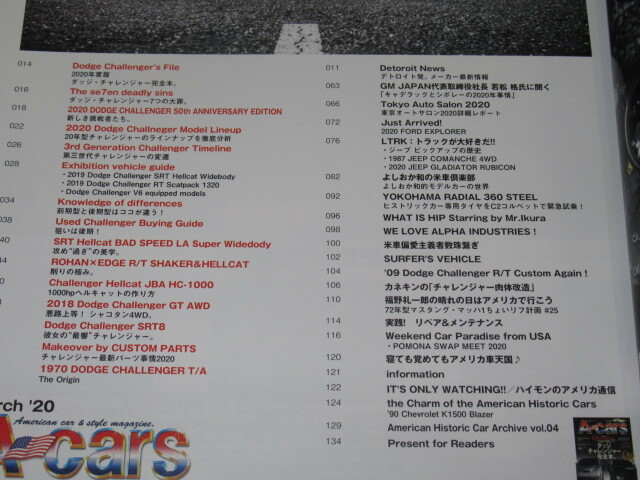 014 Dodge Challenger's File
2020年度版
ダッジ・チャレンジャー完全本。
016 The se7en deadly sins
ダッジ・チャレンジャー7つの大罪。
018 2020 DODGE CHALLENGER 50th ANNIVERSARY EDITION
新しき挑戦者たち。
022 2020 Dodge Challneger Model Lineup
20年型チャレンジャーのラインナップを徹底分析
026 3rd Generation Challenger Timeline
第三世代チャレンジャーの変遷
028 Exhibition vehicle guide
・2019 Dodge Challenger SRT Hellcat Widebody
・2019 Dodge Challenger RT Scatpack 1320
・Dodge Challenger V6 equipped models
034 Knowledge of differences
前期型と後期型はココが違う!
038 Used Challenger Buying Guide
狙いは後期!
044 SRT Hellcat BAD SPEED LA Super Widedody
攻め“過ぎ”の美学。
ROHAN×EDGE R/T SHAKER&HELLCAT
削りの極み。
Challenger Hellcat JBA HC-1000
1000hpヘルキャットの作り方
2018 Dodge Challenger GT AWD
悪路上等! シャコタン4WD。
Dodge Challenger SRT8
彼女の“最響”チャレンジャー。
Makeover by CUSTOM PARTS
チャレンジャー最新パーツ事情2020
1970 DODGE CHALLENGER T/A
The Origin
rch '20
American car & style magazine.
A cars
011 Detoroit News
デトロイト発、メーカー最新情報
063 GM JAPAN代表取締役社長 若松 格氏に聞く
「キャデラックとシボレーの2020年事情」
066 Tokyo Auto Salon 2020
東京オートサロン2020詳細レポート
072 Just Arrived!
2020 FORD EXPLORER
076 LTRK:トラックが大好きだ!!
・ジープ ピックアップの歴史
・1987 JEEP COMANCHE 4WD
・2020 JEEP GLADIATOR RUBICON
082 よしおか和の米車倶楽部
よしおか和的モデルカーの世界
092 YOKOHAMA RADIAL 360 STEEL
ヒストリックカー専用タイヤをC2コルベットで緊急試乗!
096 WHAT IS HIP Starring by Mr.Ikura
098 WE LOVE ALPHA INDUSTRIES!
100 米車偏愛主義者数珠繋ぎ
102 SURFER'S VEHICLE
104 '09 Dodge Challenger R/T Custom Again!
106 カネキンの「チャレンジャー肉体改造」
110 福野礼一郎の晴れの日はアメリカで行こう
72年型マスタング・マッハ1ちょいリフ計画 #25
114 実践! リペア&メンテナンス
116 Weekend Car Paradise from USA
・POMONA SWAP MEET 2020
120 寝ても覚めてもアメリカ車天国♪
121 information
122 IT'S ONLY WATCHING!!/ハイモンのアメリカ通信
124 the Charm of the American Historic Cars
'90 Chevrolet K1500 Blazer
129 American Historic Car Archive vol.04
134 Present for Readers
A cars
ダッジ
チャレンジャー
完全本。